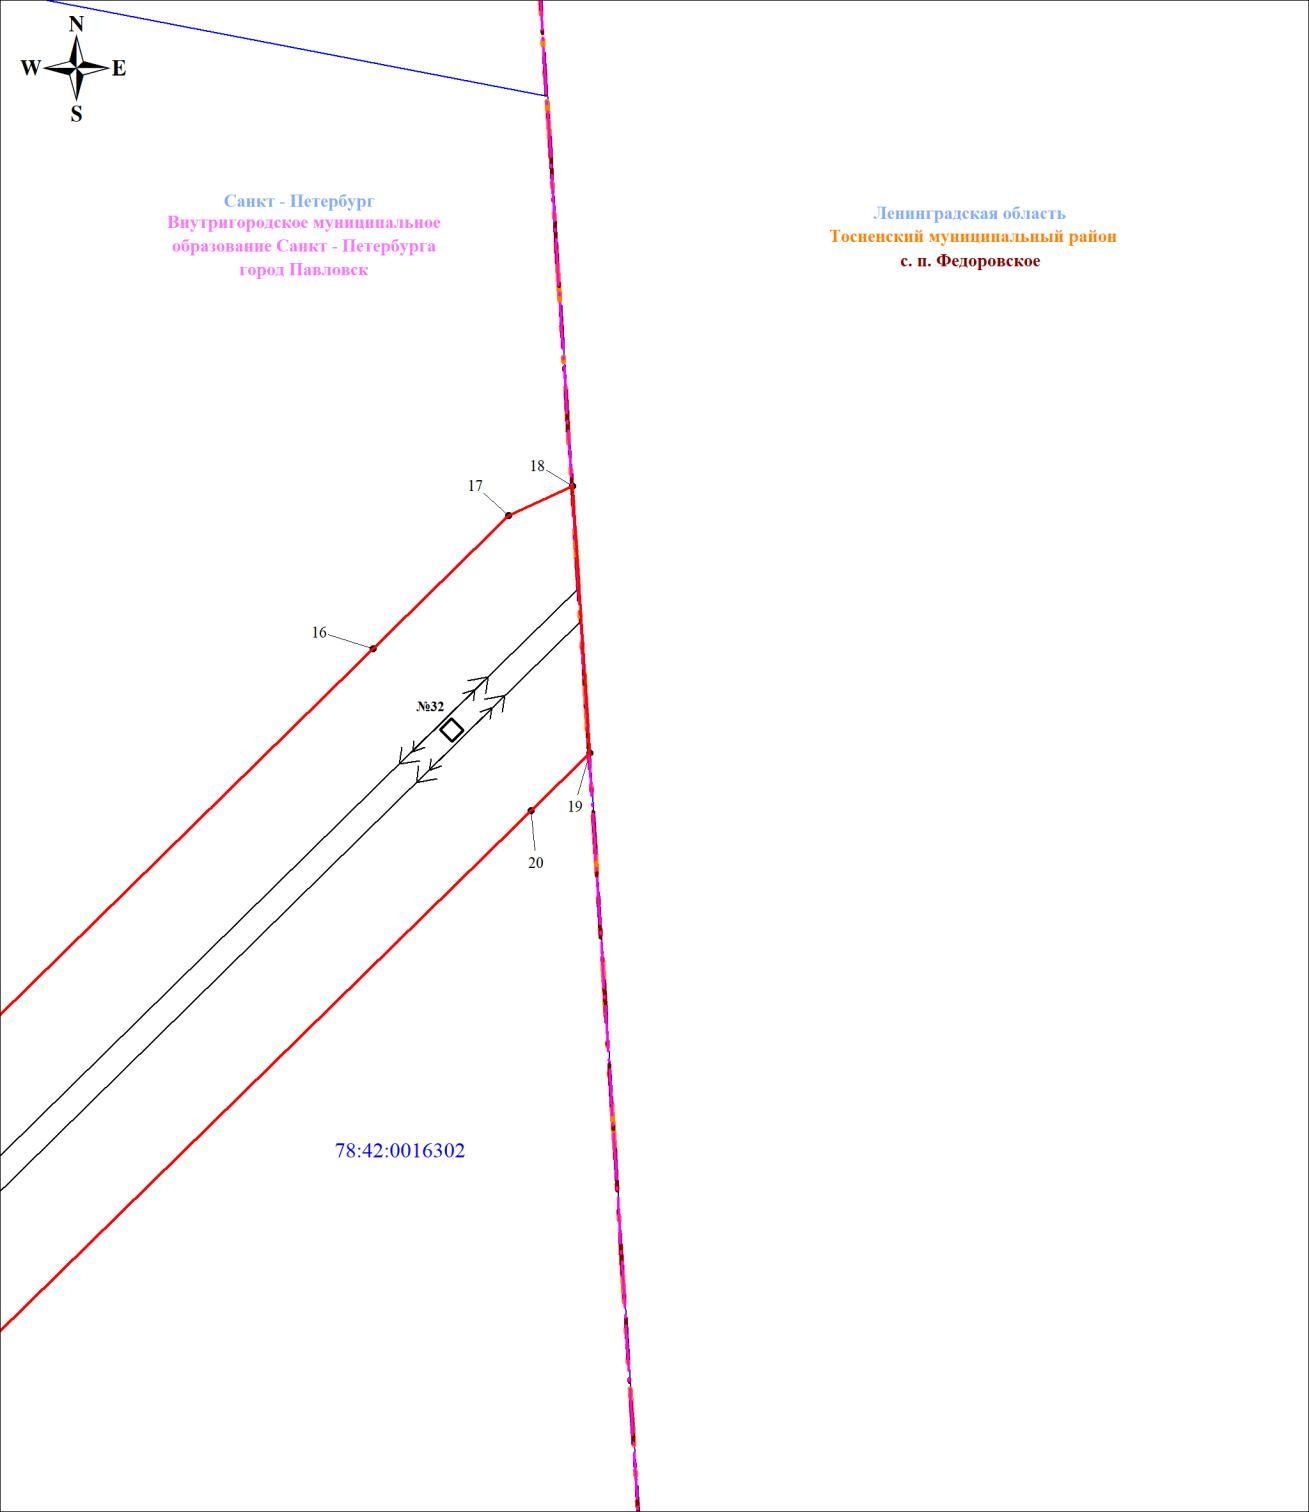 N
W E
S
Санкт - Петербург
Внутригородское муниципальное
образование Санкт - Петербурга
город Павловск
Ленинградская область
Тосненский муниципальный район
с. п. Федоровское
18
17
16
№32
19
20
78:42:0016302